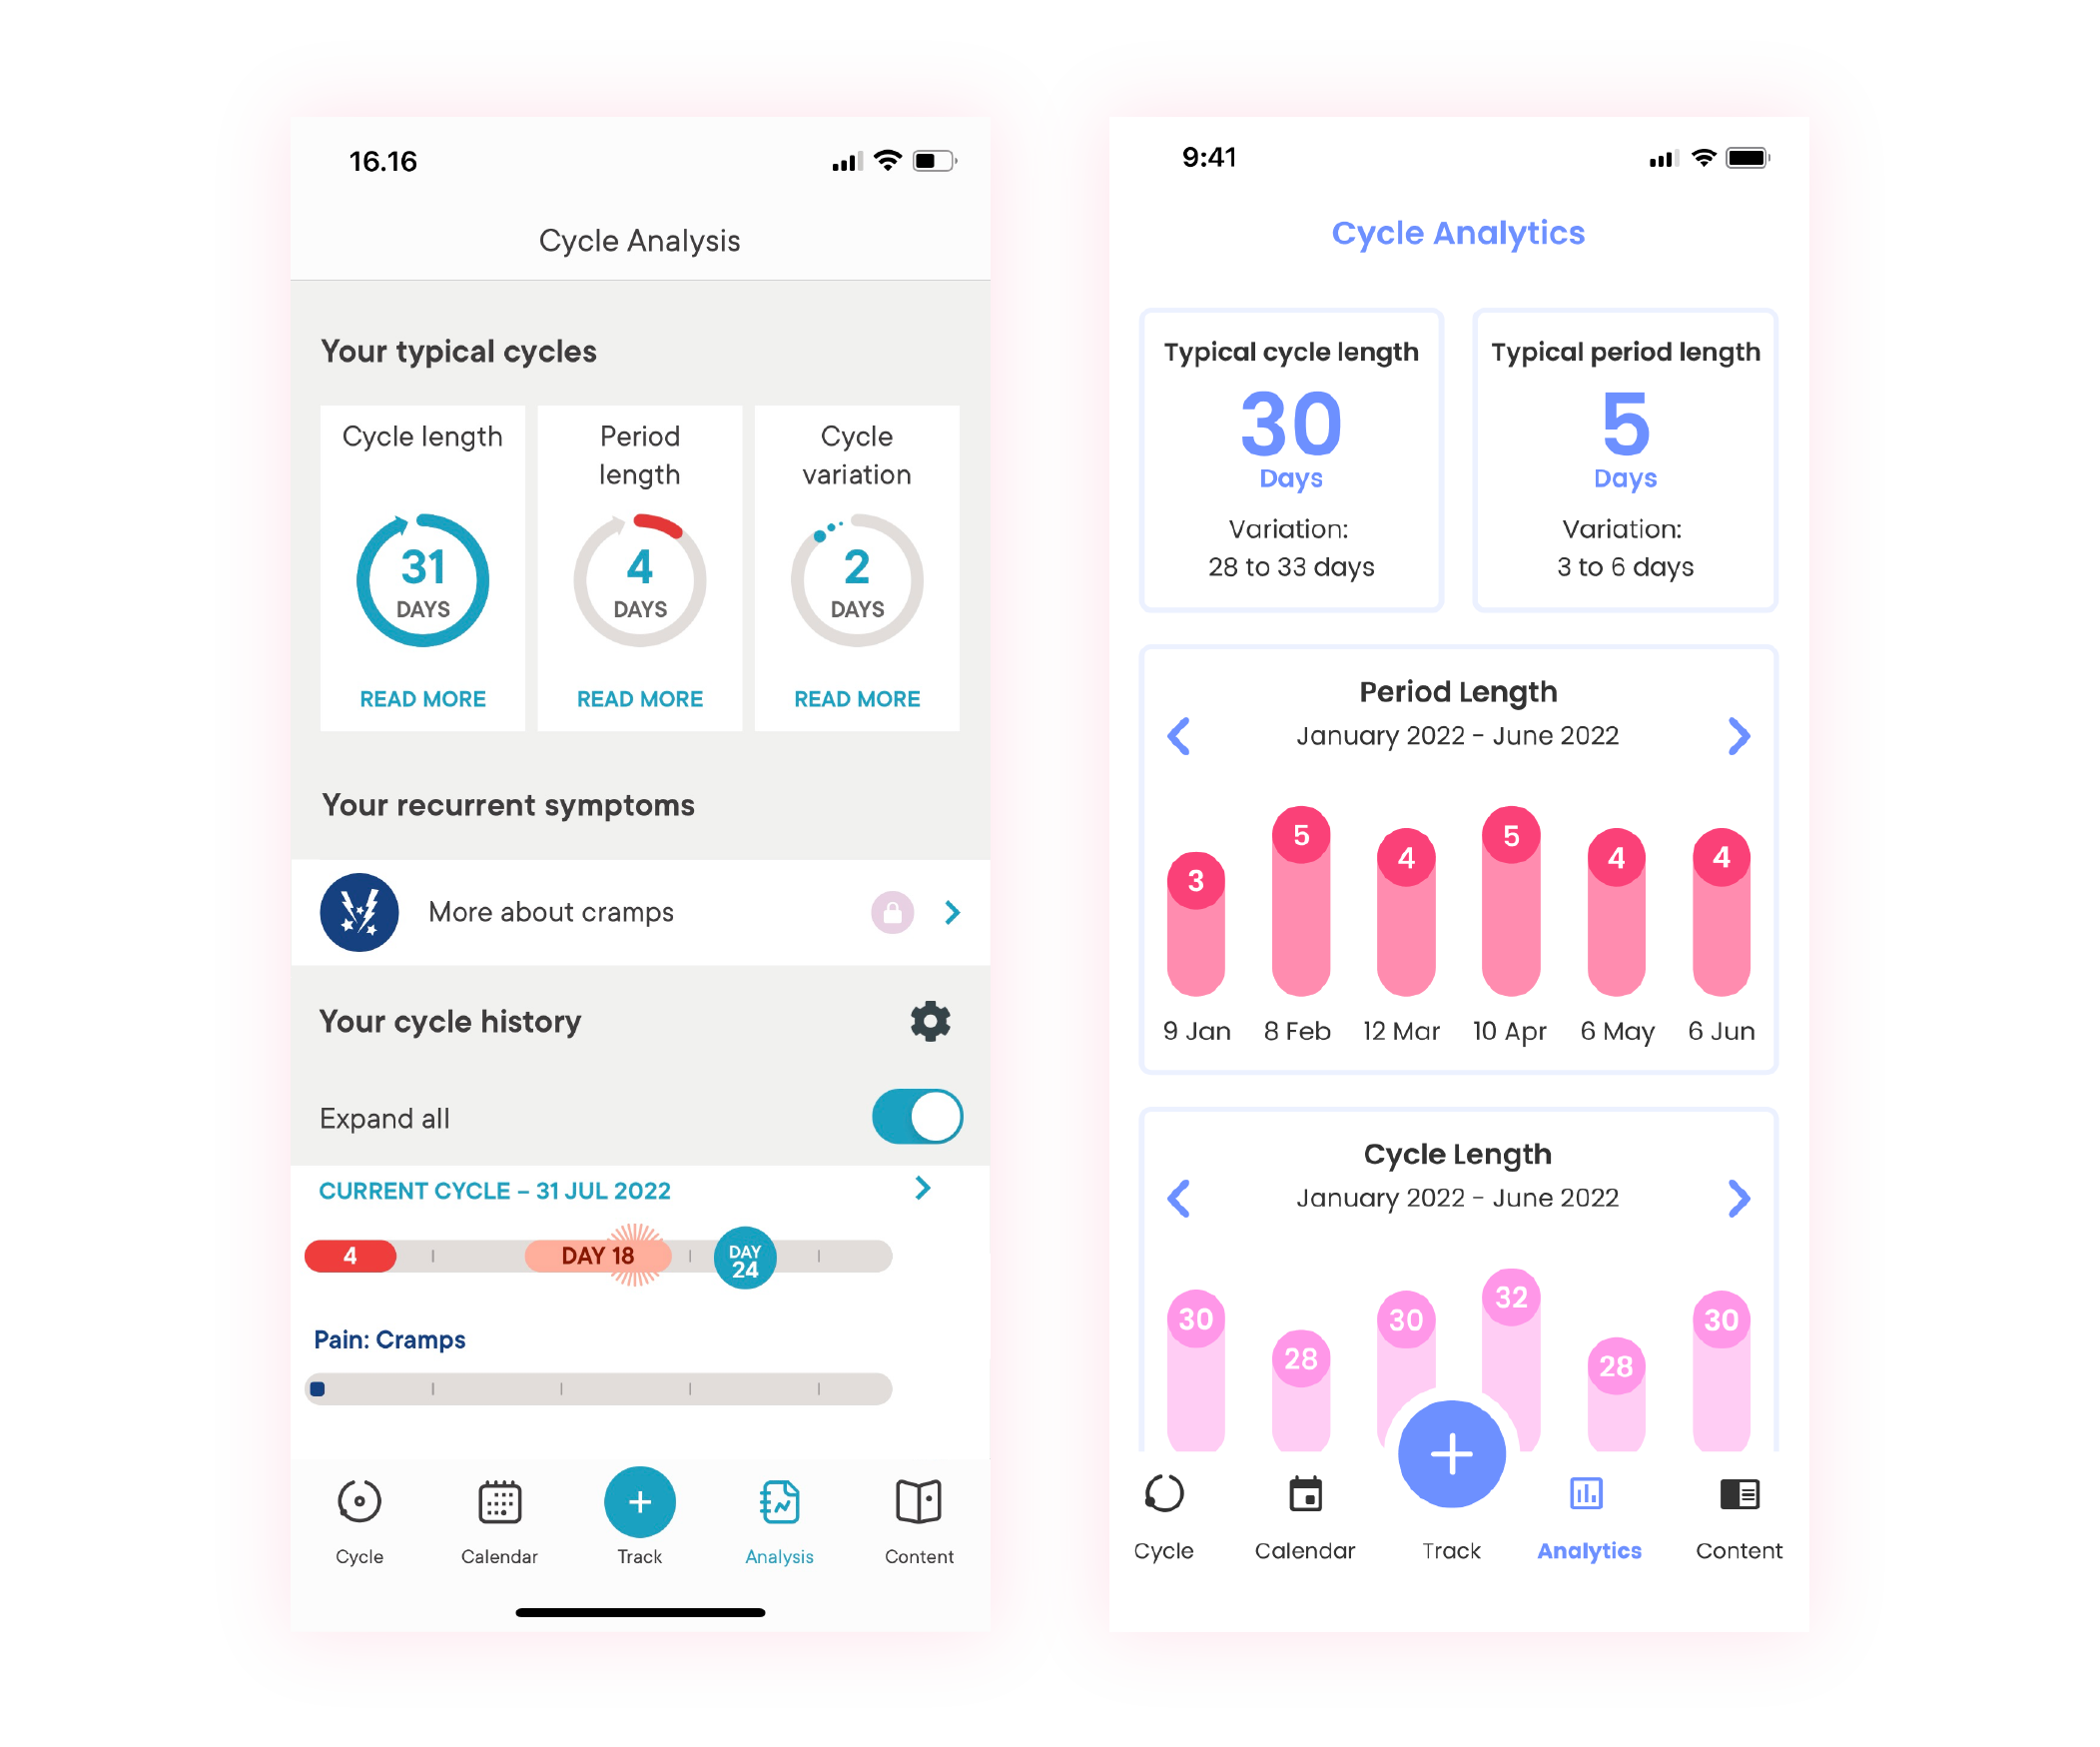 16.16
Cycle Analysis
Your typical cycles
Cycle length
31
DAYS
READ MORE
Period
length
4
DAYS
READ MORE
Cycle
variation
2
DAYS
READ MORE
Your recurrent symptoms
More about cramps
Your cycle history
Expand all
CURRENT CYCLE – 31 JUL 2022
4
DAY 18
DAY
24
Pain: Cramps
Cycle
Calendar
Track
Analysis
Content
9:41
Cycle Analytics
Typical cycle length
30
Days
Variation:
28 to 33 days
Typical period length
5
Days
Variation:
3 to 6 days
Period Length
January 2022 - June 2022
3 5 4 5 4 4
9 Jan 8 Feb 12 Mar 10 Apr 6 May 6 Jun
Cycle Length
January 2022 - June 2022
30 28 30 32 28 30
Cycle
Calendar
Track
Analytics
Content